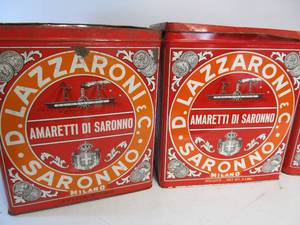 D. LAZZARONI & C.
AMARETTI DI SARONNO
SARONNO
MILANO
D. LAZZARONI & C.
AMARETTI DI SARONNO
SARONNO
MILANO